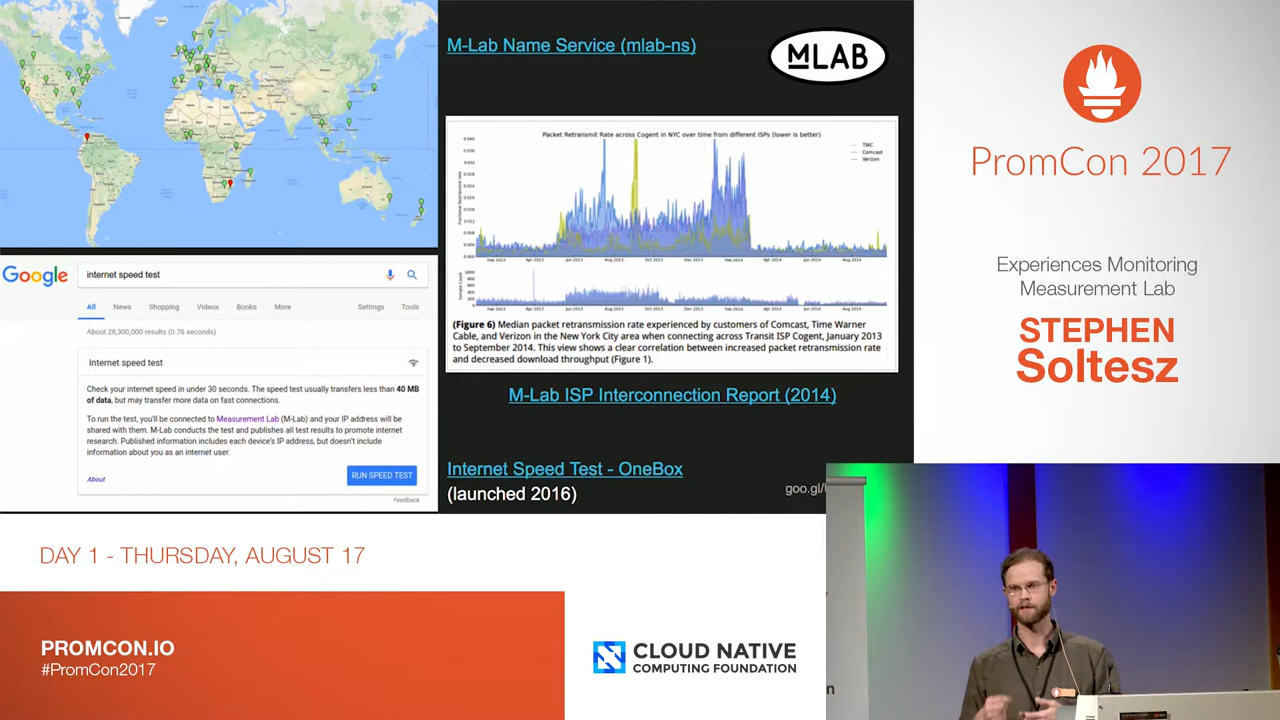 M-Lab Name Service (mlab-ns)
MLAB
Packet Retransmit Rate across Cogent in NYC over time from different ISPs (lower is better)
TWC
Comcast
Verizon
(Figure 6) Median packet retransmission rate experienced by customers of Comcast, Time Warner
Cable, and Verizon in the New York City area when connecting across Transit ISP Cogent, January 2013
to September 2014. This view shows a clear correlation between increased packet retransmission rate
and decreased download throughput (Figure 1).
M-Lab ISP Interconnection Report (2014)
Internet Speed Test - OneBox
(launched 2016)
goo.gl/
Google
internet speed test
All News Shopping Videos Books More Settings Tools
About 28,300,000 results (0.76 seconds)
Internet speed test
Check your internet speed in under 30 seconds. The speed test usually transfers less than 40 MB
of data, but may transfer more data on fast connections.
To run the test, you'll be connected to Measurement Lab (M-Lab) and your IP address will be
shared with them. M-Lab conducts the test and publishes all test results to promote internet
research. Published information includes each device's IP address, but doesn't include
information about you as an internet user.
RUN SPEED TEST
About
Feedback
PromCon 2017
Experiences Monitoring
Measurement Lab
STEPHEN
Soltesz
DAY 1 - THURSDAY, AUGUST 17
PROMCON.IO
#PromCon2017
CLOUD NATIVE
COMPUTING FOUNDATION